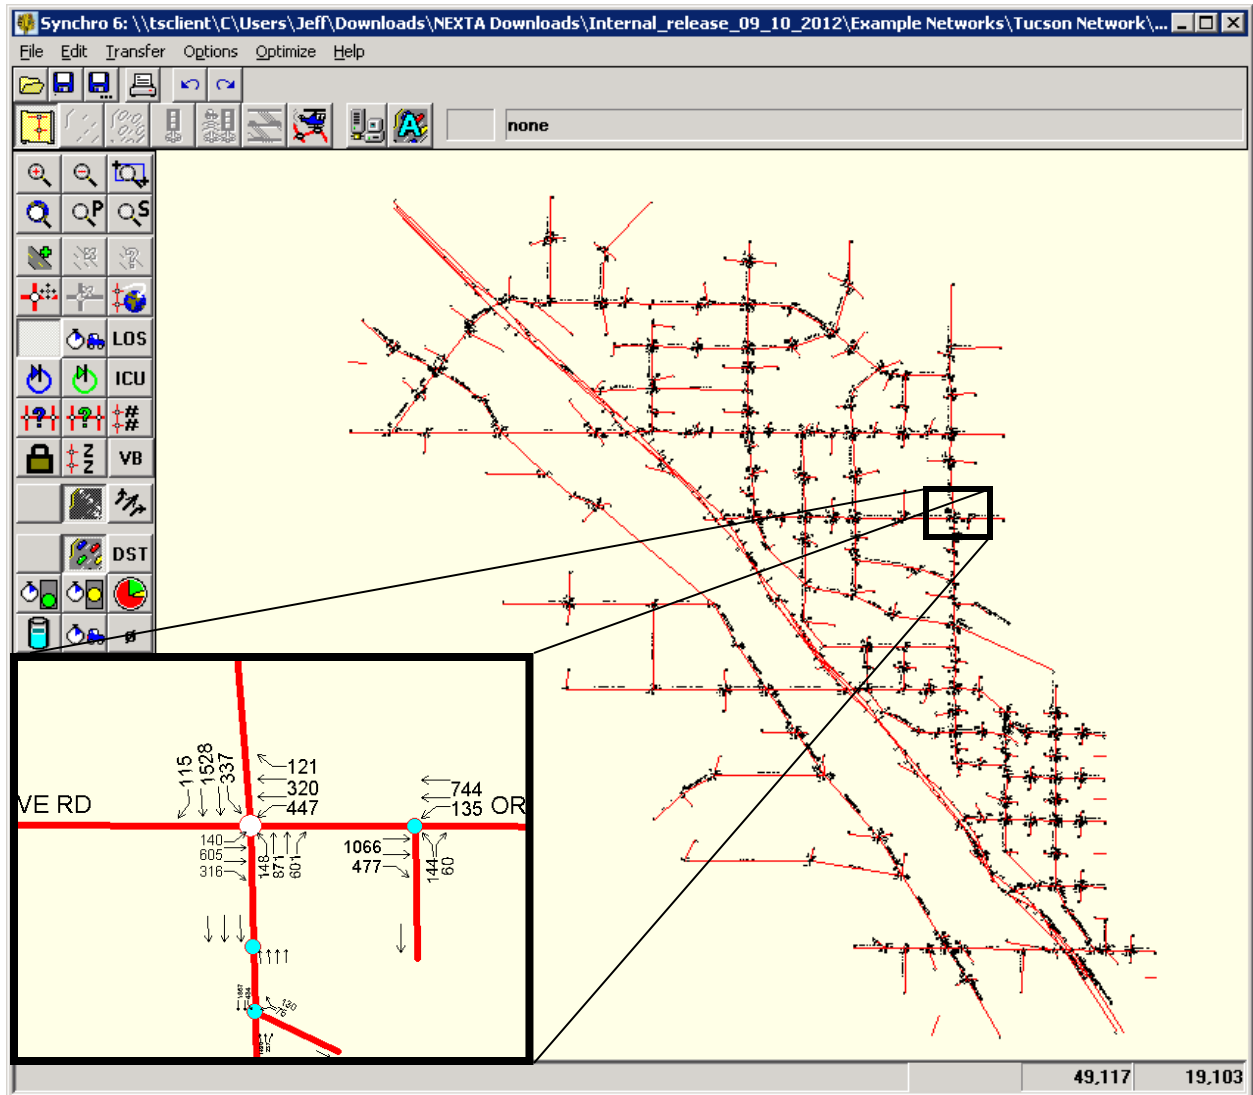 Synchro 6: \\tsclient\C\Users\Jeff\Downloads\NEXTA Downloads\Internal_release_09_10_2012\Example Networks\Tucson Network\...
File Edit Transfer Options Optimize Help
none
P S
LOS
ICU
? ? # #
Z Z VB
DST
ø
115 1528 337
121
320
447
VE RD
744
135
OR
140
605
316
148 871 601
1066
477
144 60
130
76
49,117 19,103